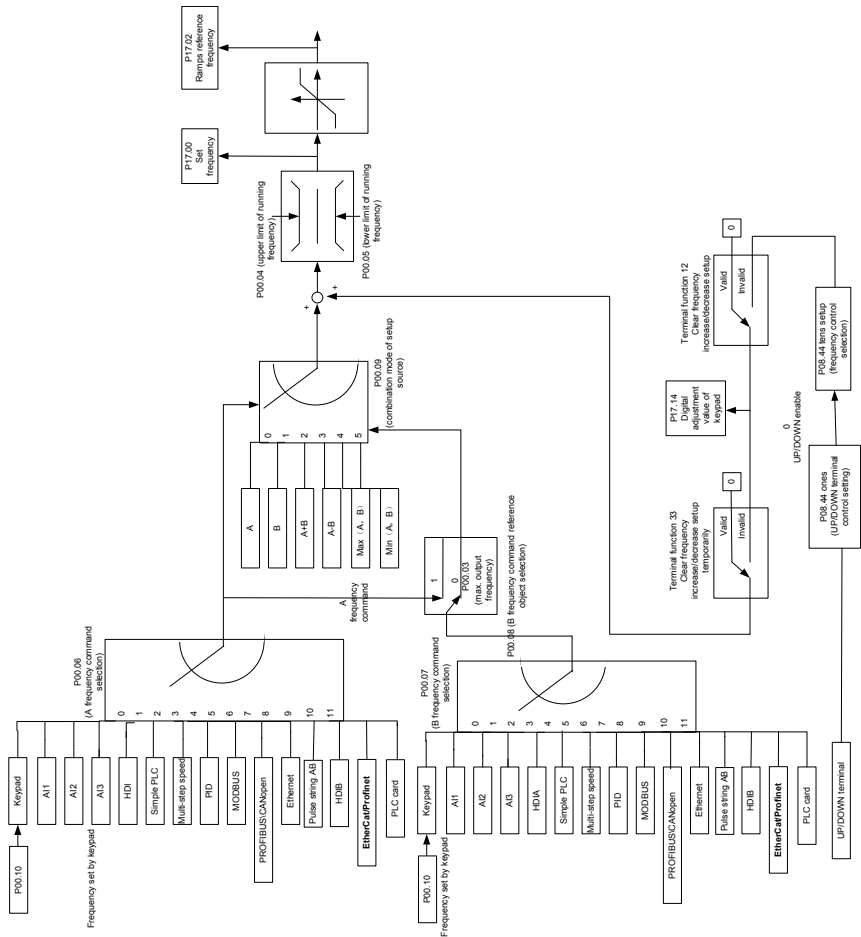 P17.02
Ramps reference
frequency
P17.00
Set
frequency
P00.04 (upper limit of running
frequency)
P00.05 (lower limit of running
frequency)
+
+
P00.09
(combination mode of setup
source)
0
1
2
3
4
5
A
B
A+B
A-B
Max（A，B）
Min（A，B）
A
frequency
command
1
0
P00.03
(max. output
frequency)
P00.08 (B frequency command reference
object selection)
P00.06
(A frequency command
selection)
0
1
2
3
4
5
6
7
8
9
10
11
P00.10
Frequency set by keypad
Keypad
AI1
AI2
AI3
HDI
Simple PLC
Multi-step speed
PID
MODBUS
PROFIBUS\CANopen
Ethernet
Pulse string AB
HDIB
EtherCat/Profinet
PLC card
P00.07
(B frequency command
selection)
0
1
2
3
4
5
6
7
8
9
10
11
P00.10
Frequency set by keypad
Keypad
AI1
AI2
AI3
HDIA
Simple PLC
Multi-step speed
PID
MODBUS
PROFIBUS\CANopen
Ethernet
Pulse string AB
HDIB
EtherCat/Profinet
PLC card
Terminal function 12
Clear frequency
increase/decrease setup
Valid
Invalid
0
P17.14
Digital
adjustment
value of
keypad
Terminal function 33
Clear frequency
increase/decrease setup
temporarily
Valid
Invalid
0
P08.44 tens setup
(frequency control
selection)
0
UP/DOWN enable
P08.44 ones
(UP/DOWN terminal
control setting)
UP/DOWN terminal